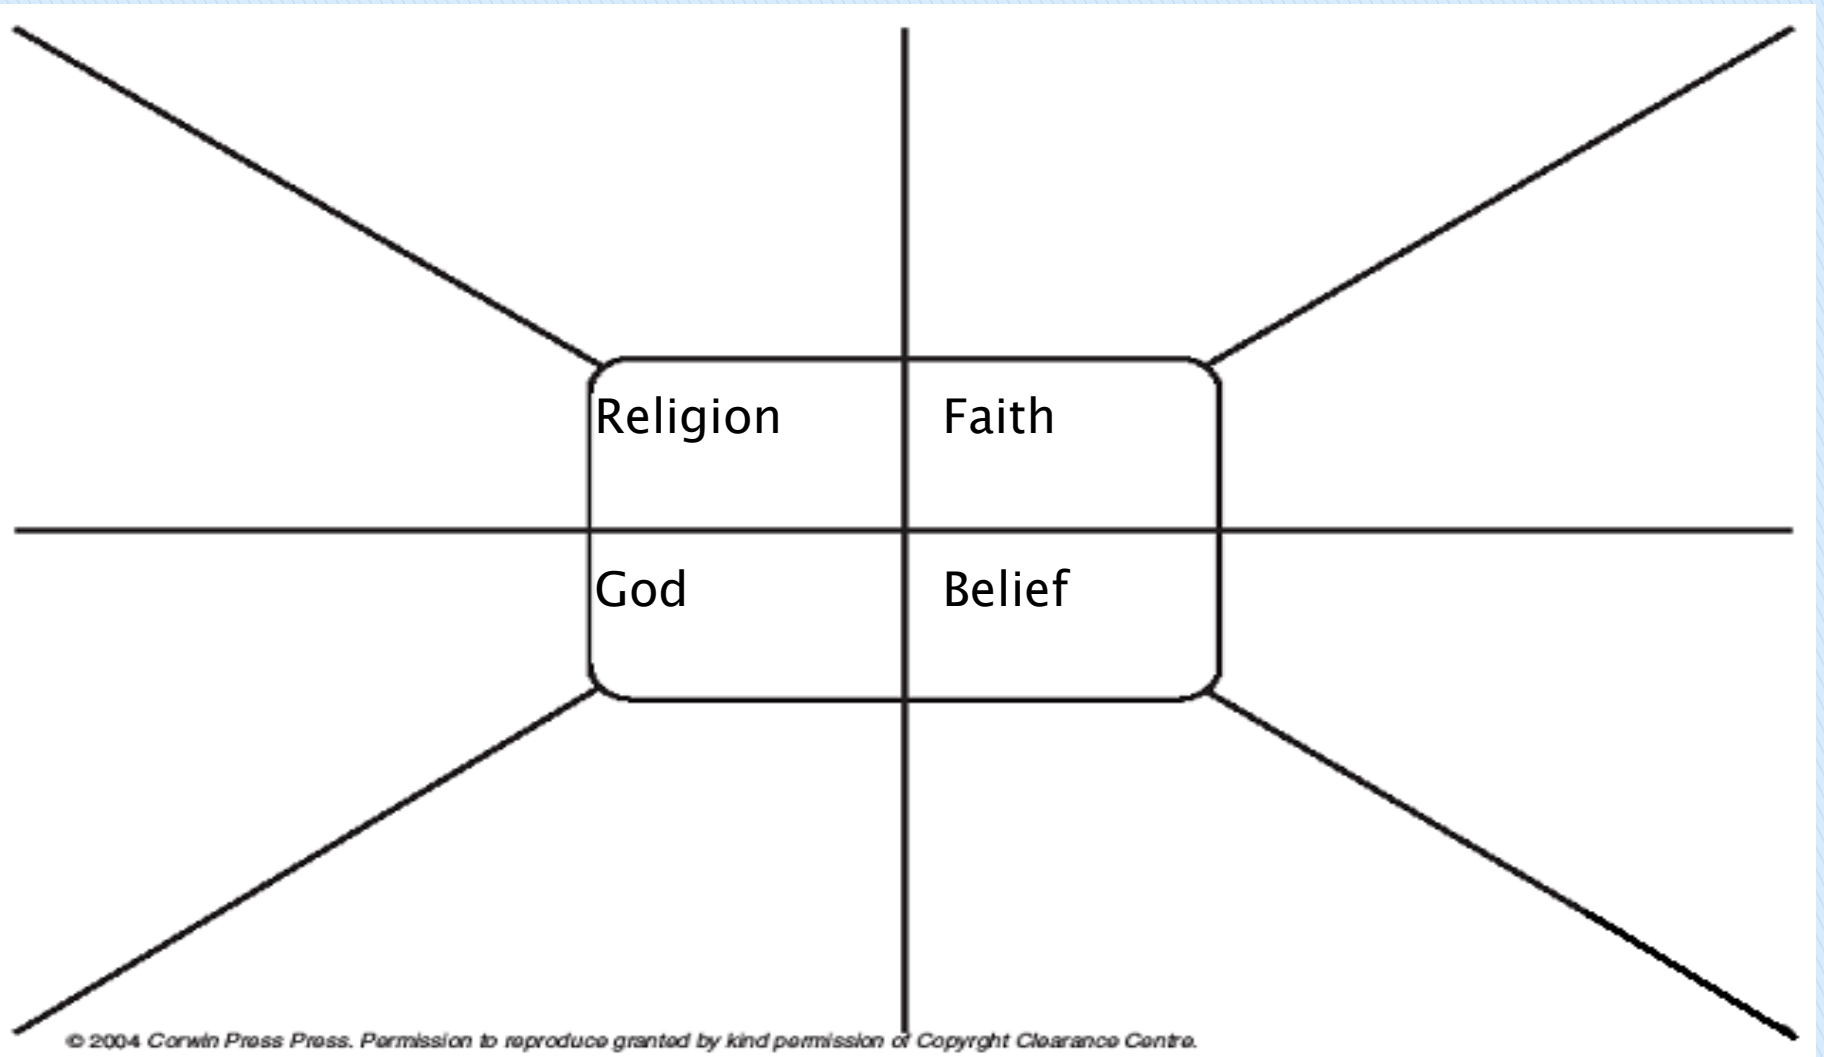 Religion
Faith
God
Belief
© 2004 Corwin Press Press. Permission to reproduce granted by kind permission of Copyrght Clearance Centre.